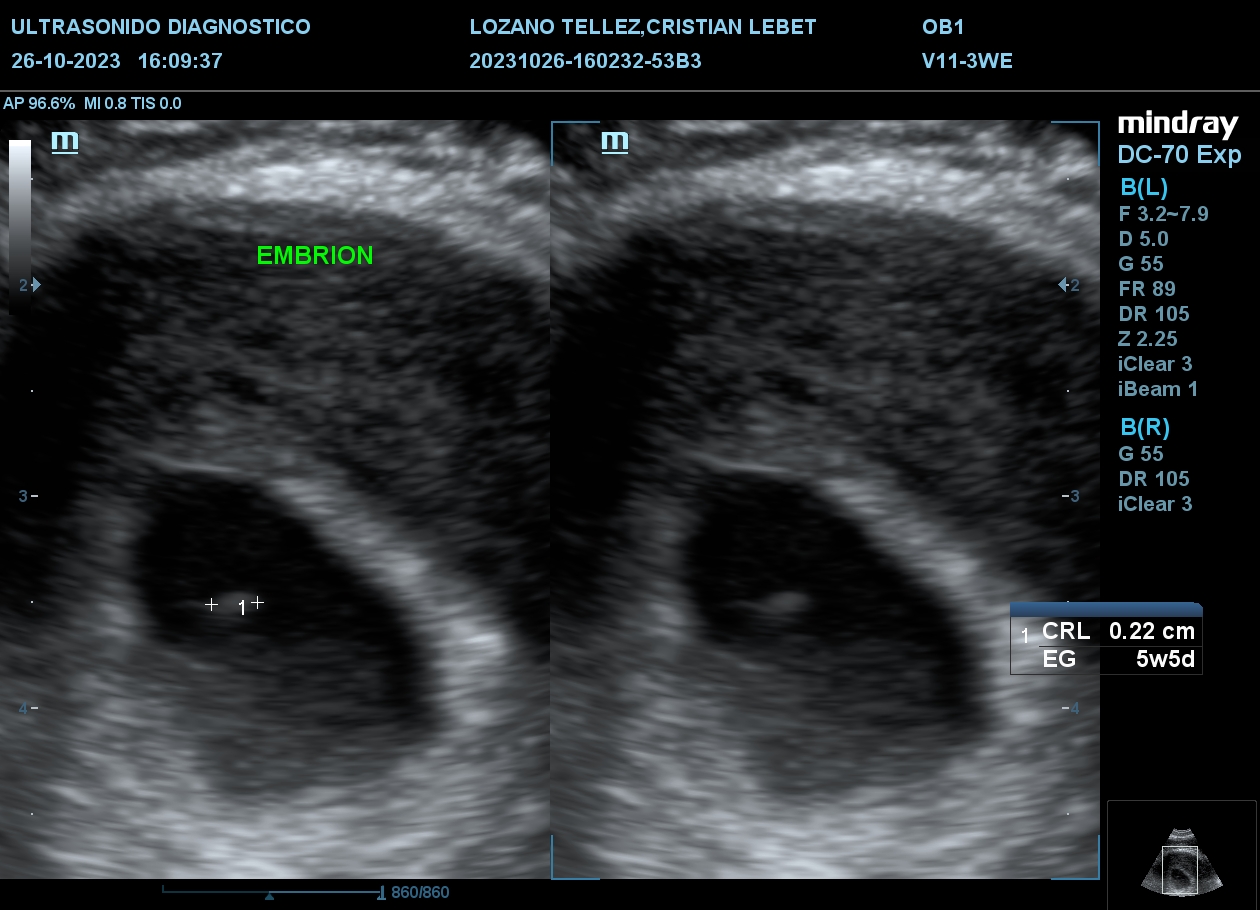 ULTRASONIDO DIAGNOSTICO
LOZANO TELLEZ,CRISTIAN LEBET
OB1
26-10-2023 16:09:37
20231026-160232-53B3
V11-3WE
AP 96.6% MI 0.8 TIS 0.0
m
m
mindray
DC-70 Exp
B(L)
F 3.2~7.9
D 5.0
G 55
FR 89
DR 105
Z 2.25
iClear 3
iBeam 1
B(R)
G 55
DR 105
iClear 3
EMBRION
2
2
3
3
1
1 CRL 0.22 cm
EG 5w5d
4
4
860/860